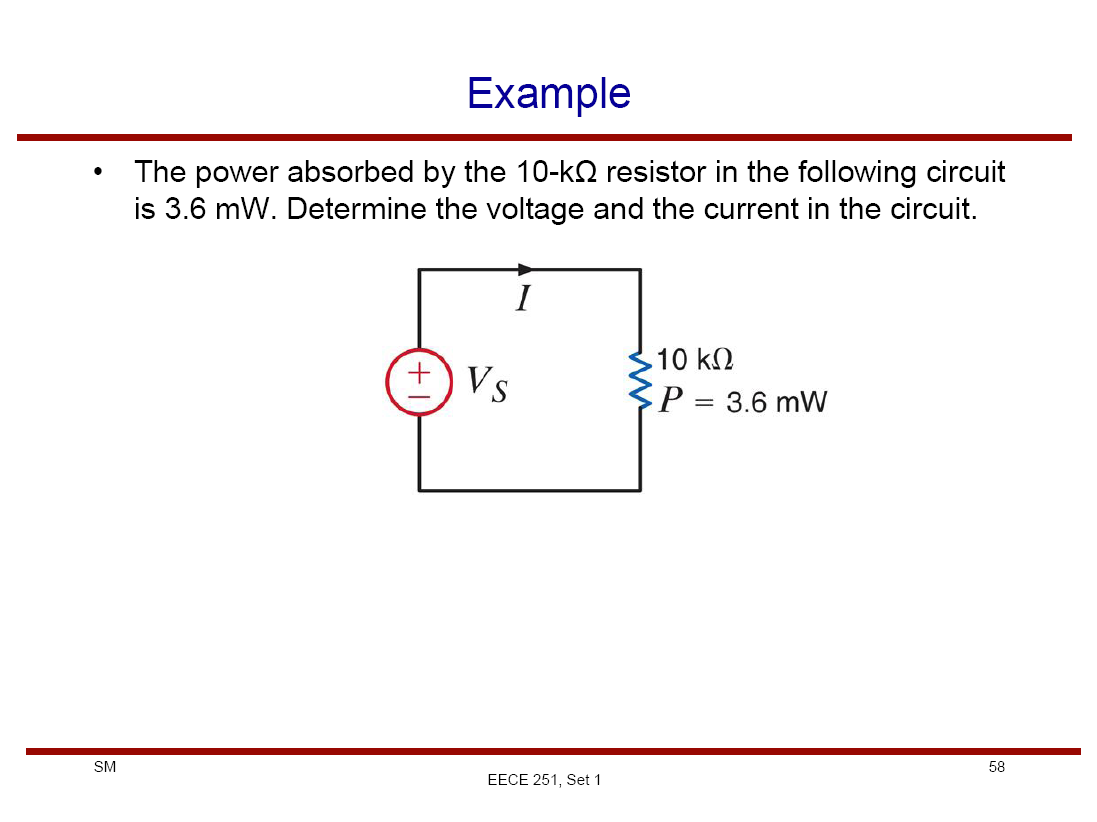 Example
• The power absorbed by the 10-kΩ resistor in the following circuit
is 3.6 mW. Determine the voltage and the current in the circuit.
I
10 kΩ
+
−
VS
P = 3.6 mW
SM
58
EECE 251, Set 1